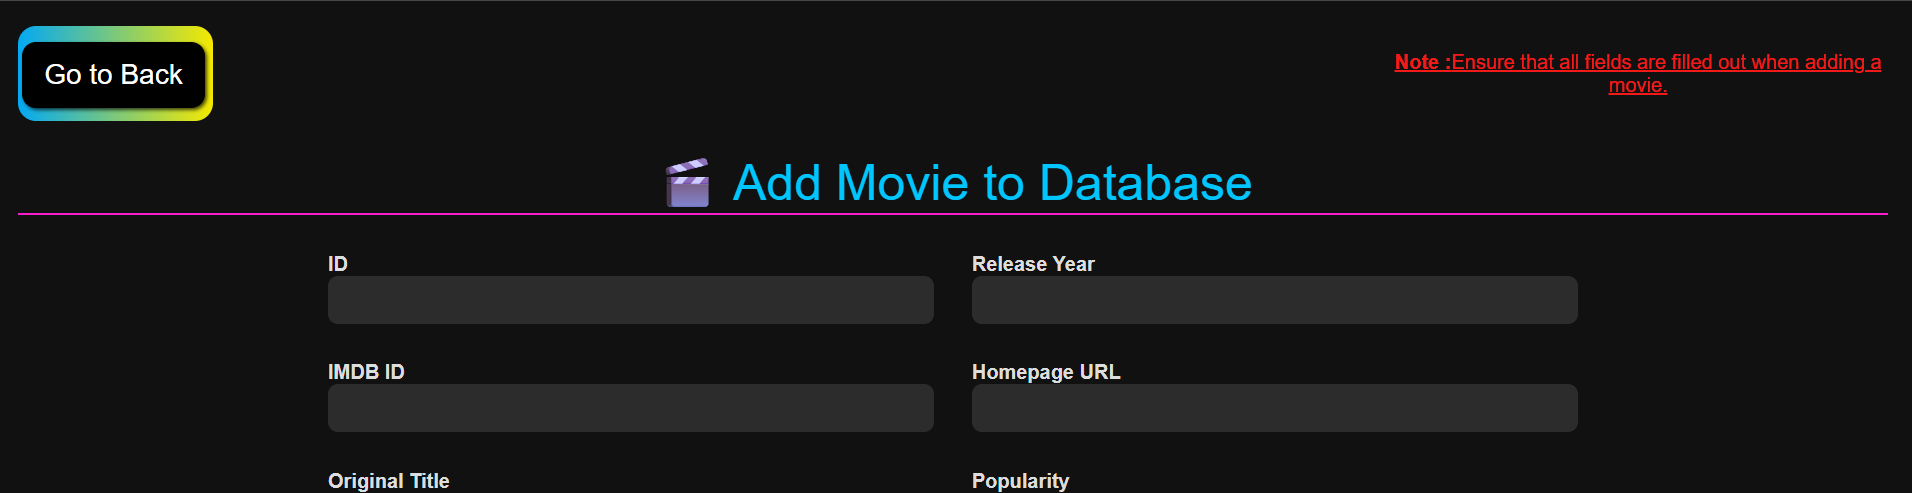 Go to Back
Note :Ensure that all fields are filled out when adding a
movie.
🎬 Add Movie to Database
ID
Release Year
IMDB ID
Homepage URL
Original Title
Popularity